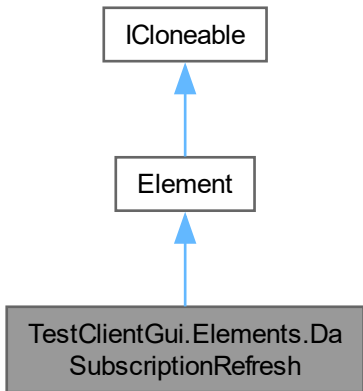 ICloneable
Element
TestClientGui.Elements.Da
SubscriptionRefresh